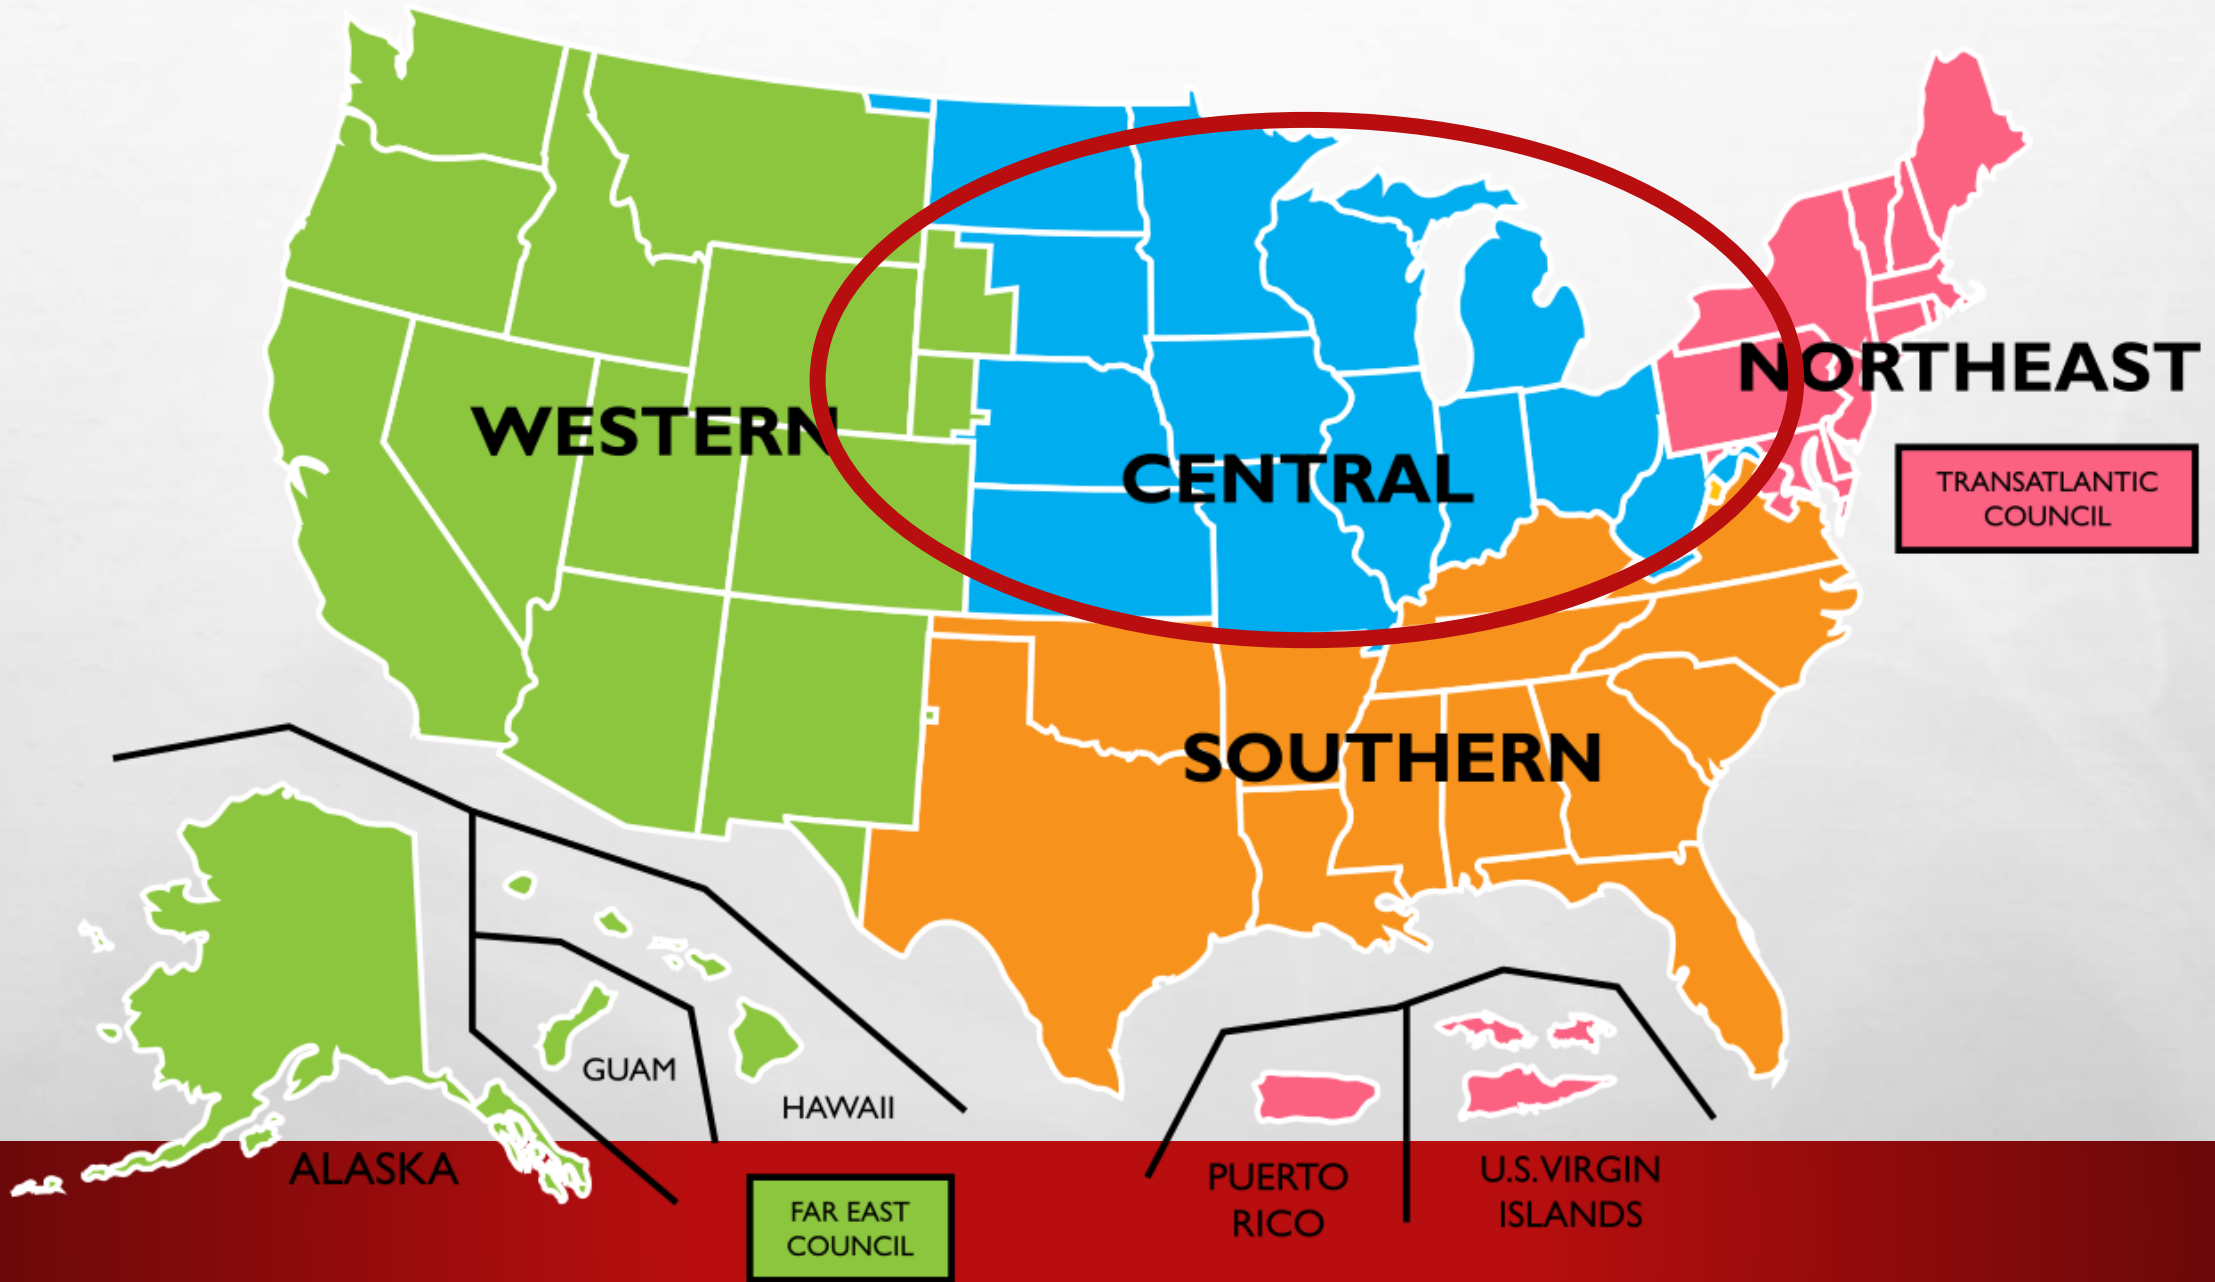 NORTHEAST
WESTERN
CENTRAL
TRANSATLANTIC
COUNCIL
SOUTHERN
GUAM
HAWAII
ALASKA
FAR EAST
COUNCIL
PUERTO
RICO
U.S.VIRGIN
ISLANDS